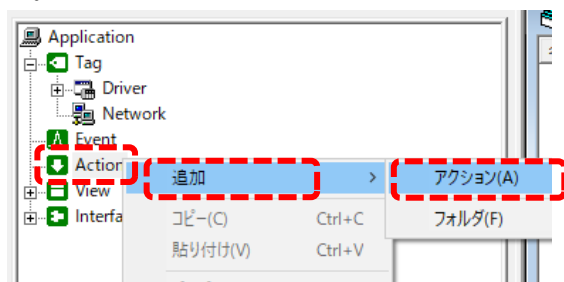 Application
Tag
Driver
Network
Event
Action
追加 >
アクション(A)
View
Interfa
コピー(C) Ctrl+C
フォルダ(F)
貼り付け(V) Ctrl+V